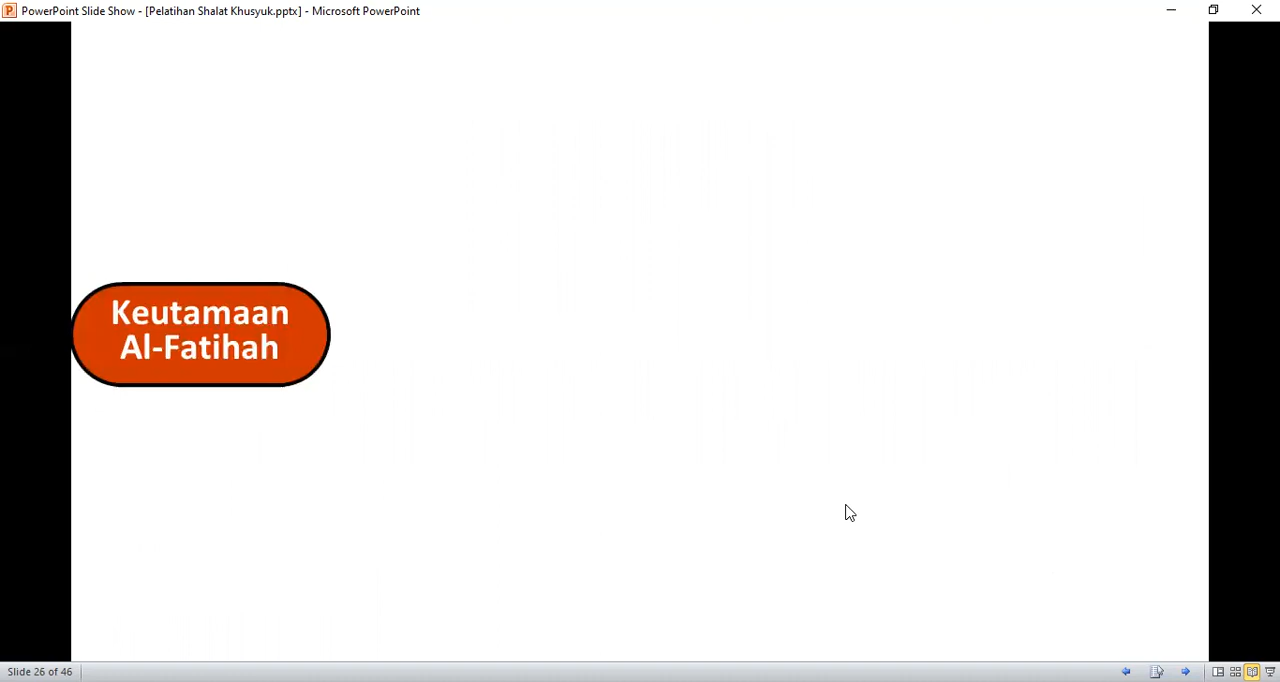 PowerPoint Slide Show - [Pelatihan Shalat Khusyuk.pptx] - Microsoft PowerPoint
Keutamaan
Al-Fatihah
Slide 26 of 46